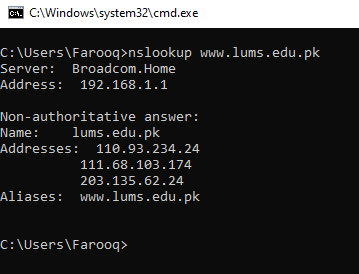 C:\Windows\system32\cmd.exe
C:\Users\Farooq>nslookup www.lums.edu.pk
Server:  Broadcom.Home
Address:  192.168.1.1
Non-authoritative answer:
Name:    lums.edu.pk
Addresses:  110.93.234.24
111.68.103.174
203.135.62.24
Aliases:  www.lums.edu.pk
C:\Users\Farooq>